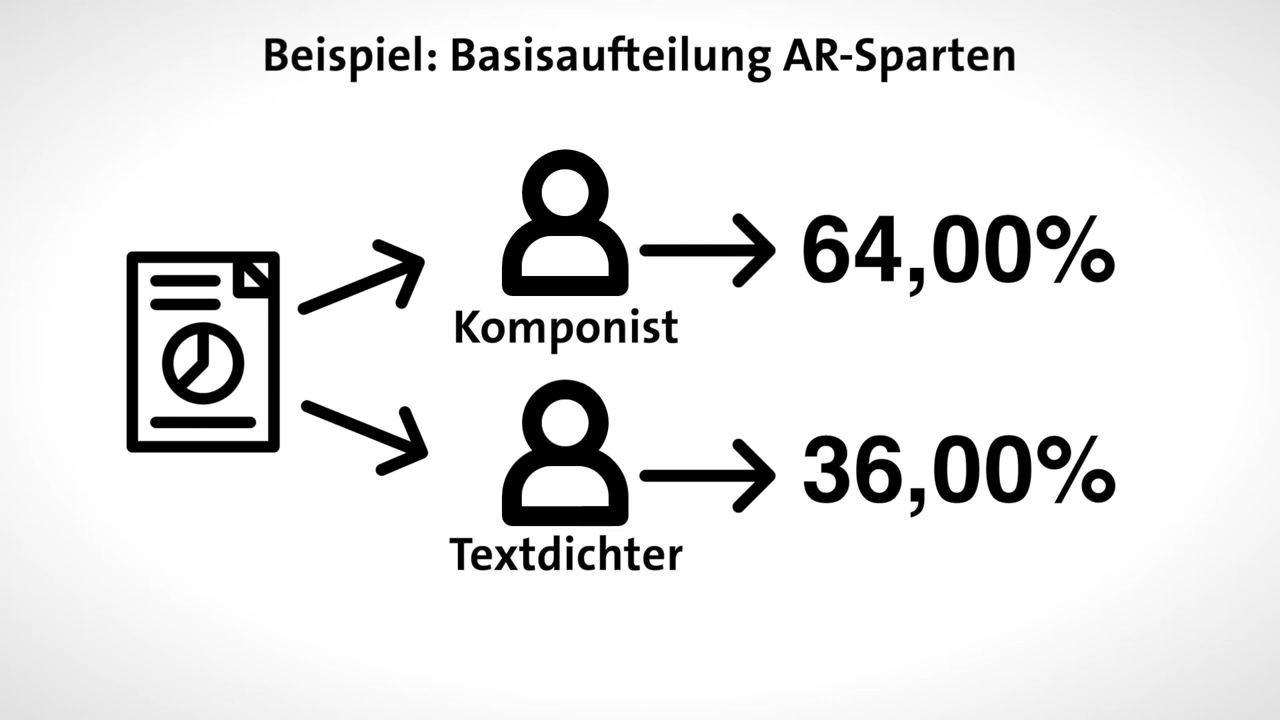 Beispiel: Basisaufteilung AR-Sparten
64,00%
Komponist
36,00%
Textdichter